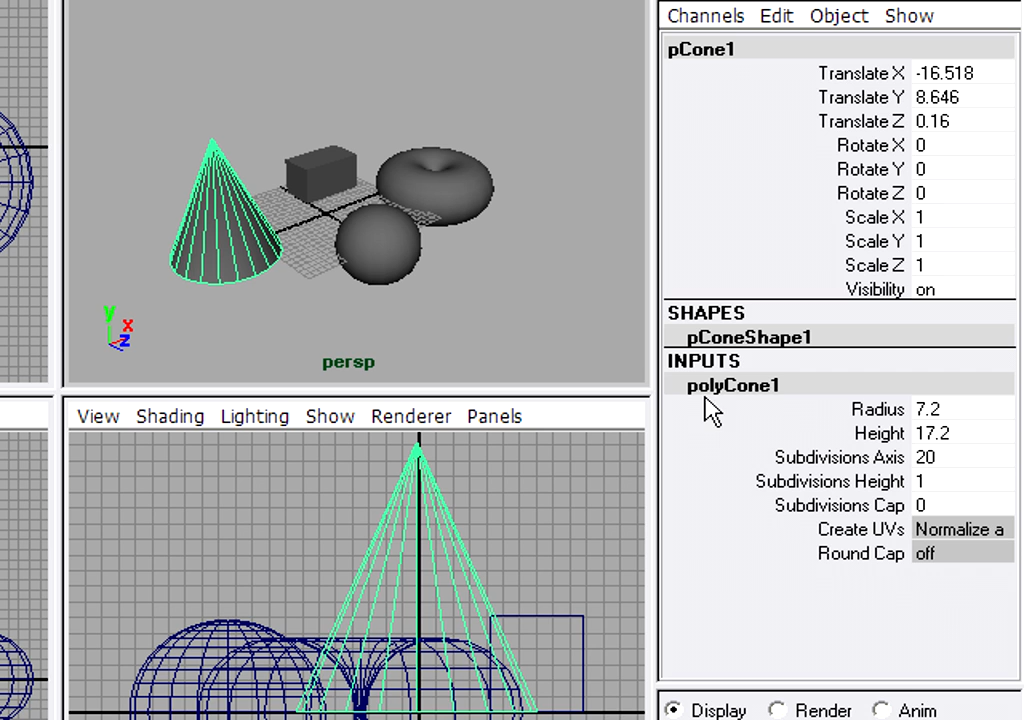 Channels Edit Object Show
pCone1
Translate X -16.518
Translate Y 8.646
Translate Z 0.16
Rotate X 0
Rotate Y 0
Rotate Z 0
Scale X 1
Scale Y 1
Scale Z 1
Visibility on
SHAPES
pConeShape1
INPUTS
polyCone1
Radius 7.2
Height 17.2
Subdivisions Axis 20
Subdivisions Height 1
Subdivisions Cap 0
Create UVs Normalize a
Round Cap off
Display Render Anim
y
x
z
persp
View Shading Lighting Show Renderer Panels